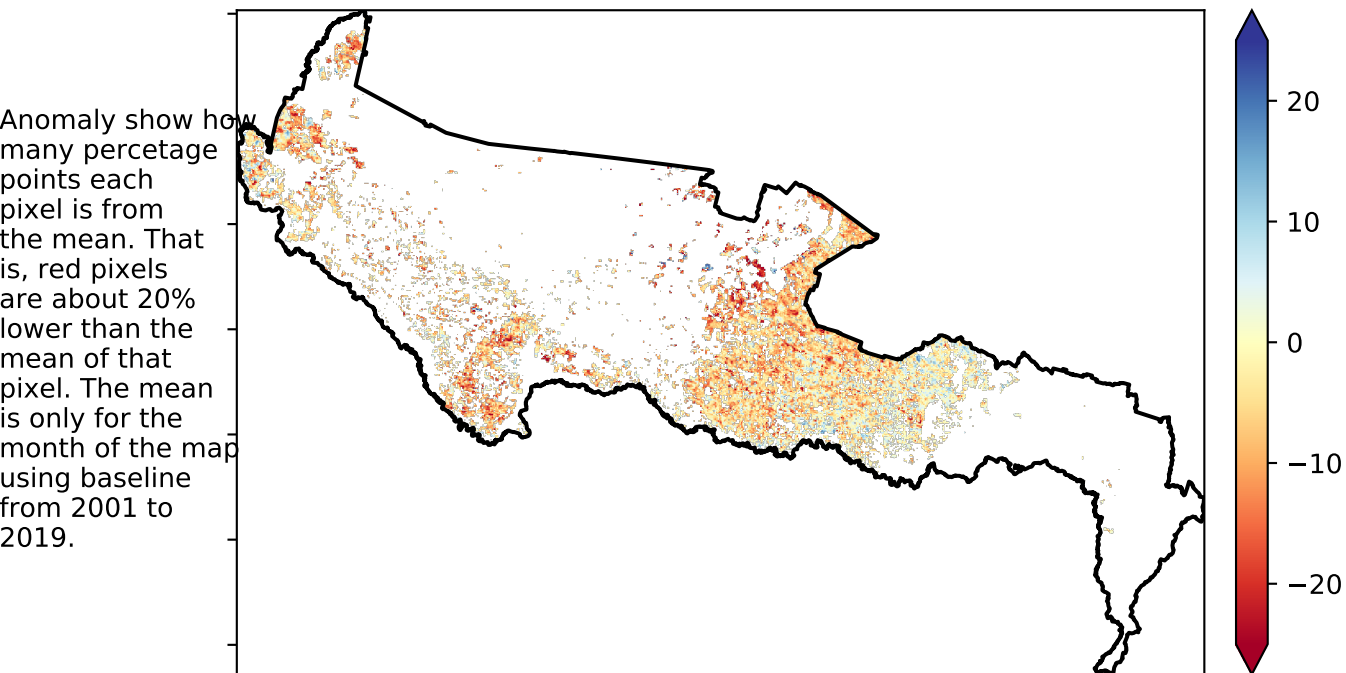 Anomaly show how
many percetage
points each
pixel is from
the mean. That
is, red pixels
are about 20%
lower than the
mean of that
pixel. The mean
is only for the
month of the map
using baseline
from 2001 to
2019.
20
10
0
−10
−20